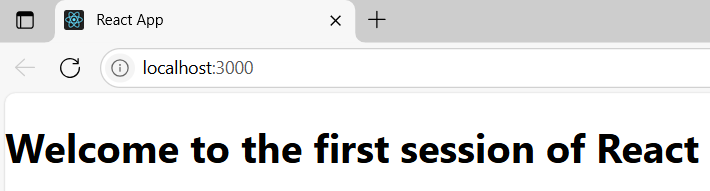 React App
localhost:3000
Welcome to the first session of React